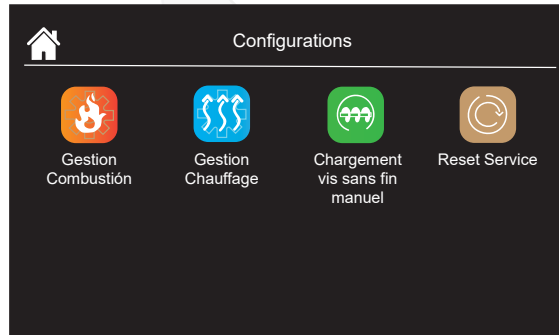 Configurations
Gestion
Combustión
Gestion
Chauffage
Chargement
vis sans fin
manuel
Reset Service